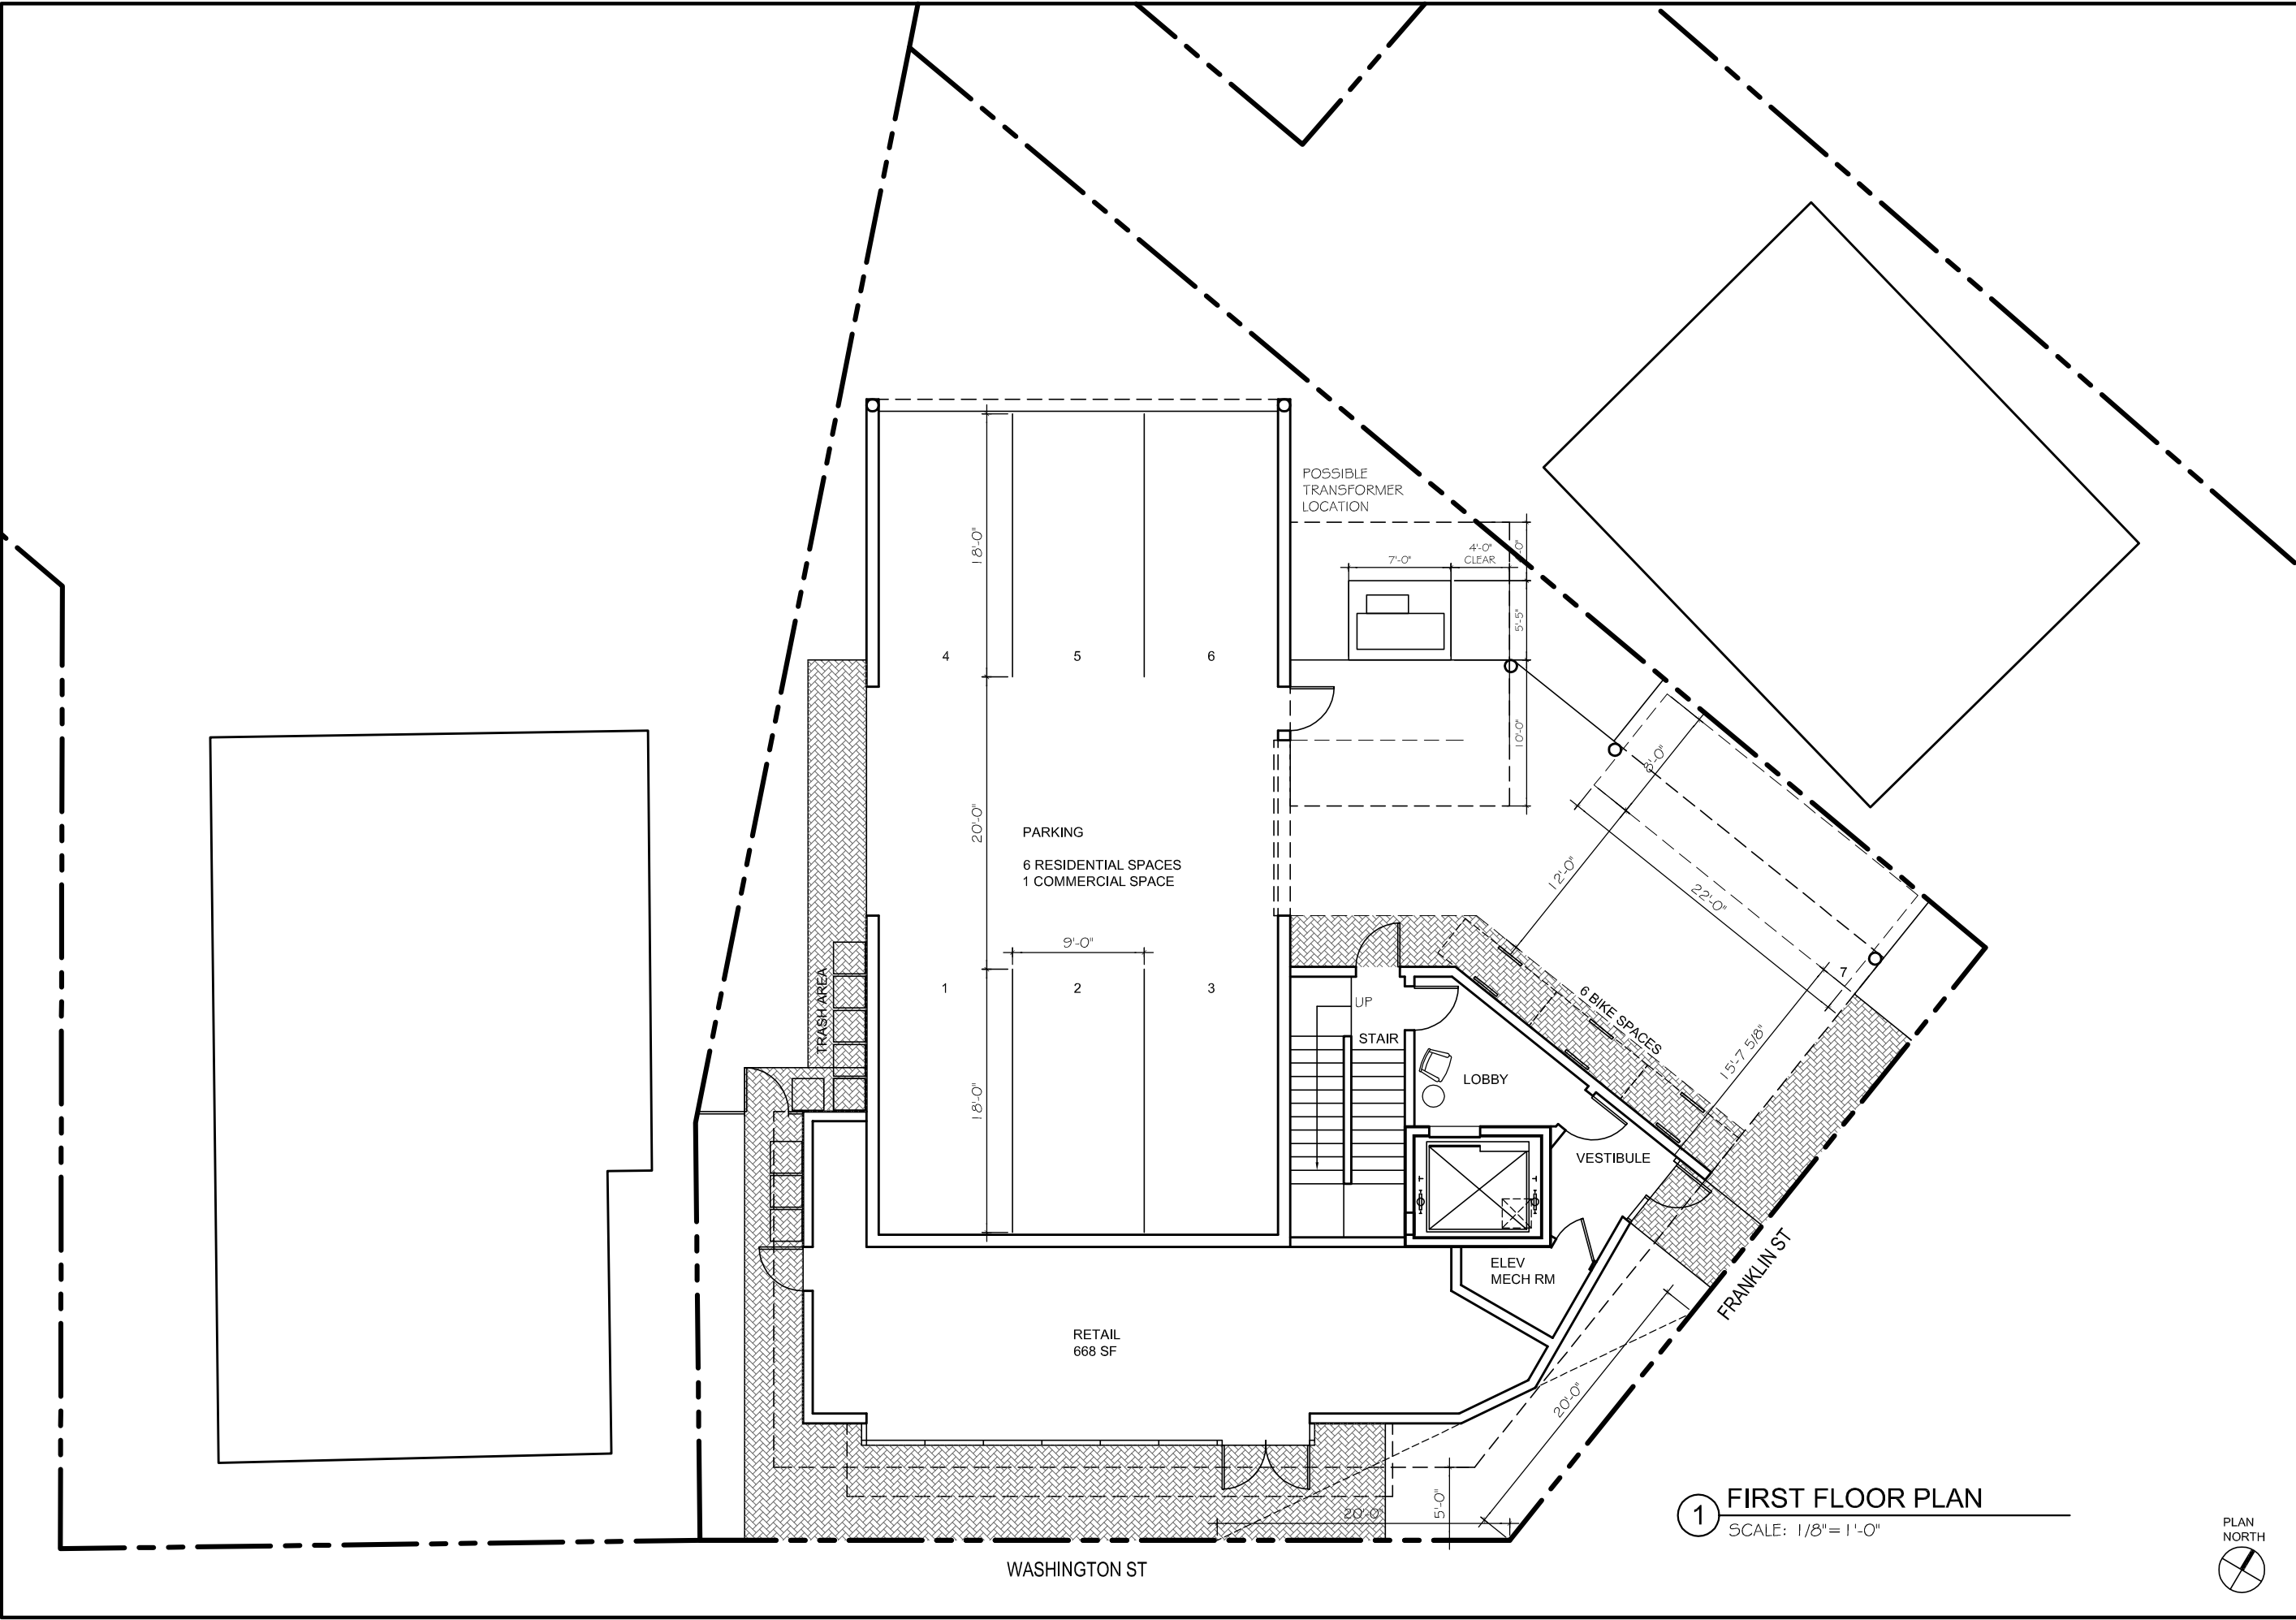 POSSIBLE
TRANSFORMER
LOCATION
18'-0"
7'-0"
4'-0"
CLEAR
5'-5"
4
5
6
10'-0"
8'-0"
20'-0"
PARKING
6 RESIDENTIAL SPACES
1 COMMERCIAL SPACE
12'-0"
22'-0"
9'-0"
1
2
3
7
TRASH AREA
UP
STAIR
6 BIKE SPACES
15'-7 5/8"
LOBBY
18'-0"
VESTIBULE
ELEV
MECH RM
FRANKLIN ST
RETAIL
668 SF
20'-0"
20'-0"
5'-0"
WASHINGTON ST
1
FIRST FLOOR PLAN
SCALE: 1/8"=1'-0"
PLAN
NORTH